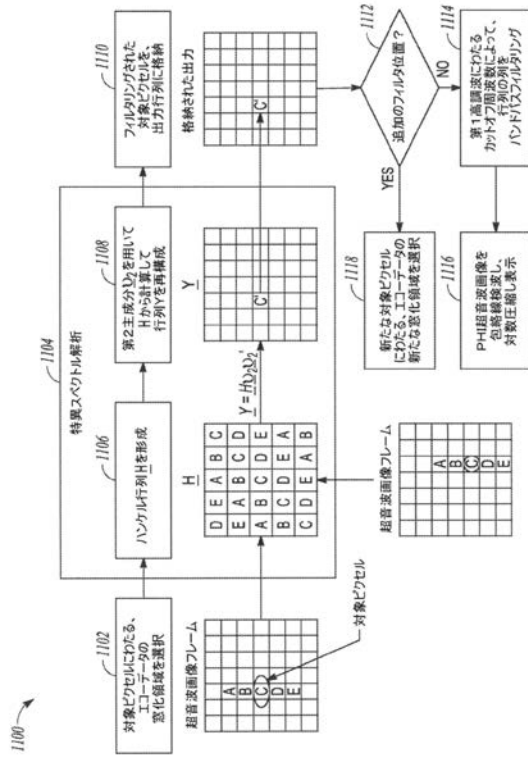 1100
1104
特異スペクトル解析
1102
対象ピクセルにわたる、
エコーデータの
窓化領域を選択
1106
ハンケル行列Hを形成
1108
第2主成分υ2を用いて
Hから計算して
行列Yを再構成
1110
フィルタリングされた
対象ピクセルを、
出力行列に格納
超音波画像フレーム
A
B
C
D
E
対象ピクセル
H
D E A B C
E A B C D
A B C D E
B C D E A
C D E A B
Y = Hυ2υ2'
Y
C'
格納された出力
C'
超音波画像フレーム
A
B
C
D
E
1112
追加のフィルタ位置?
YES
NO
1118
新たな対象ピクセル
にわたる、エコーデータの
新たな窓化領域を選択
1114
第1高調波にわたる
カットオフ周波数によって、
行列の列を
バンドパスフィルタリング
1116
PHI超音波画像を
包絡線検波し、
対数圧縮し表示